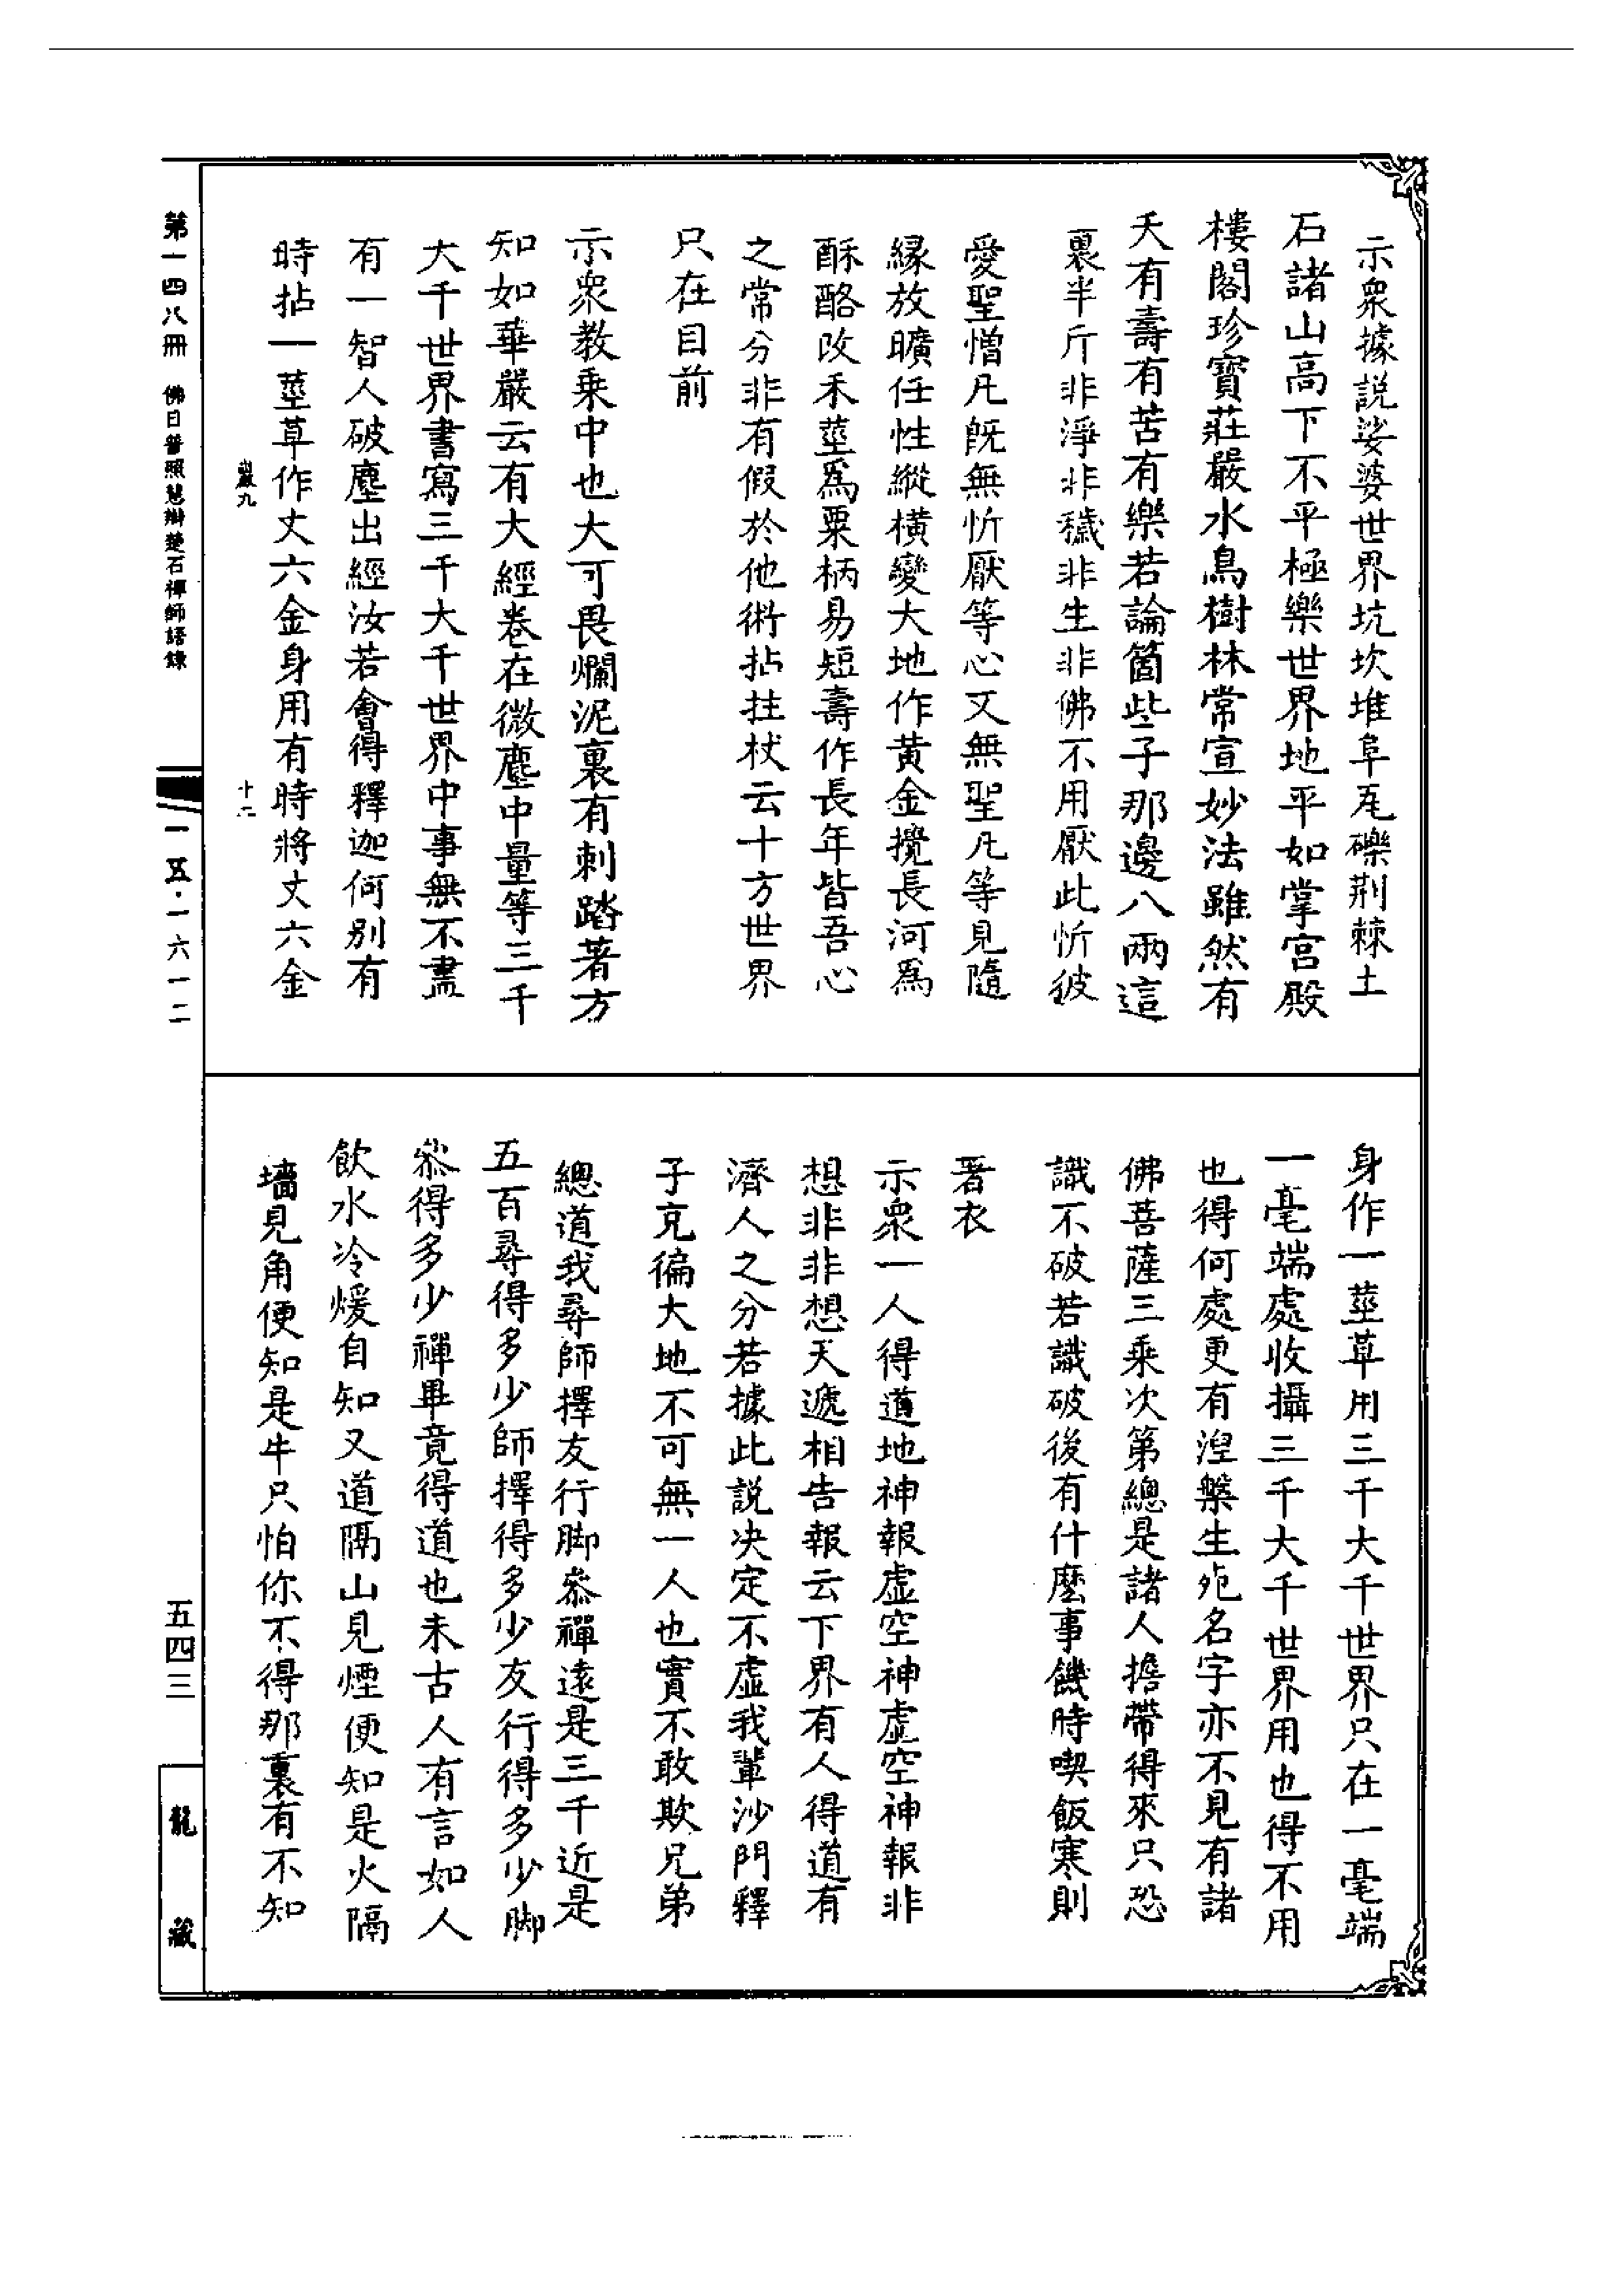 示衆據説娑婆世界坑坎堆阜瓦礫荆棘土
石諸山高下不平極樂世界地平如掌宮殿
樓閣珍寶莊嚴水鳥樹林常宣妙法雖然有
夭有壽有苦有樂若論箇些子那邊八兩這
裏半斤非淨非穢非生非佛不用厭此忻彼
愛聖憎凡旣無忻厭等心又無聖凡等見隨
緣放曠任性縱横變大地作黃金攪長河爲
酥酪改禾莖爲粟柄易短壽作長年皆吾心
之常分非有假於他術拈拄杖云十方世界
只在目前
示衆教乗中也大可畏爛泥裏有刺踏著方
知如華嚴云有大經卷在微塵中量等三千
大千世界書寫三千大千世界中事無不盡
有一智人破塵出經汝若會得釋迦何别有
時拈一莖草作丈六金身用有時將丈六金
身作一莖草用三千大千世界只在一毫端
一毫端處收攝三千大千世界用也得不用
也得何處更有涅槃生死名字亦不見有諸
佛菩薩三乗次第總是諸人擔帶得來只恐
識不破若識破後有什麽事饑時喫飯寒則
著衣
示衆一人得道地神報虚空神虚空神報非
想非非想天遞相告報云下界有人得道有
濟人之分若據此説决定不虚我輩沙門釋
子充徧大地不可無一人也實不敢欺兄弟
總道我尋師擇友行脚叅禪遠是三千近是
五百尋得多少師擇得多少友行得多少脚
叅得多少禪畢竟得道也未古人有言如人
飲水冷煖自知又道隔山見煙便知是火隔
墻見角便知是牛只怕你不得那裏有不知
巖九
十二
第一四八冊 佛日普照慧辯楚石禪師語錄
一五·一六一二
五四三
龍藏